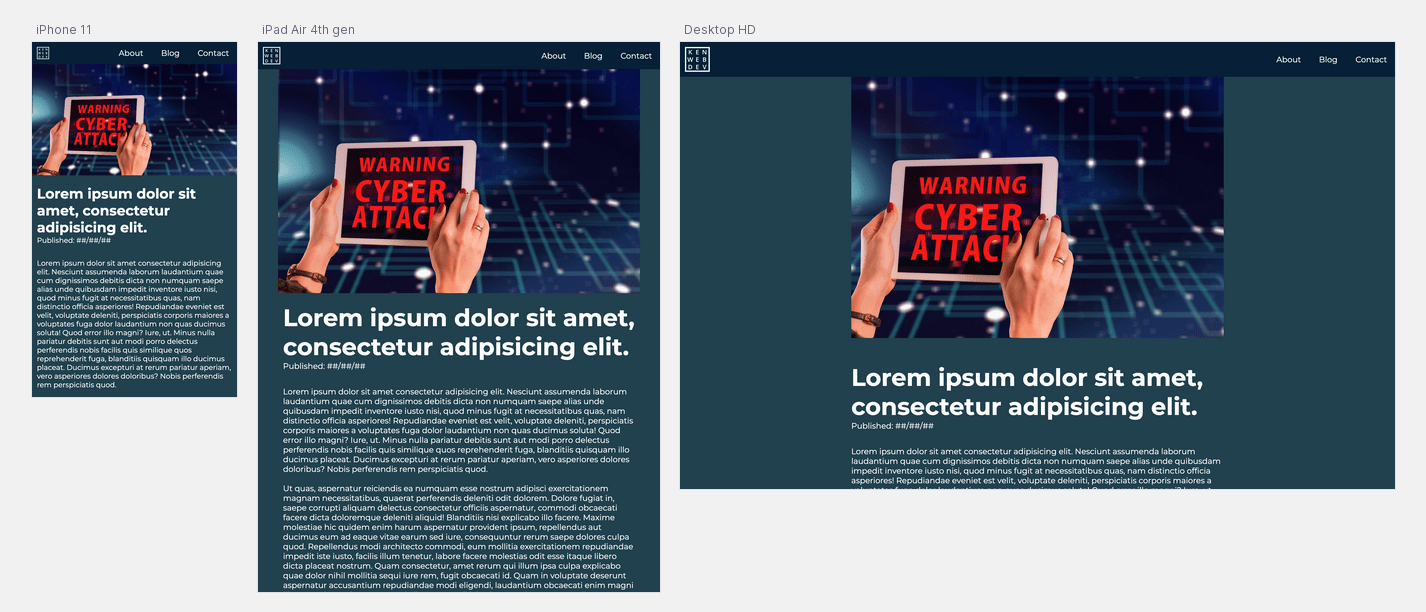 iPhone 11
KEN
WEB
DEV
About Blog Contact
WARNING
CYBER
ATTACK
Lorem ipsum dolor sit
amet, consectetur
adipisicing elit.
Published: ##/##/##
Lorem ipsum dolor sit amet consectetur adipisicing
elit. Nesciunt assumenda laborum laudantium quae
cum dignissimos debitis dicta non numquam saepe
alias unde quibusdam impedit inventore iusto nisi,
quod minus fugit at necessitatibus quas, nam
distinctio officia asperiores! Repudiandae eveniet est
velit, voluptate deleniti, perspiciatis corporis maiores a
voluptates fuga dolor laudantium non quas ducimus
soluta! Quod error illo magni? Iure, ut. Minus nulla
pariatur debitis sunt aut modi porro delectus
perferendis nobis facilis quis similique quos
reprehenderit fuga, blanditiis quisquam illo ducimus
placeat. Ducimus excepturi at rerum pariatur aperiam,
vero asperiores dolores doloribus? Nobis perferendis
rem perspiciatis quod.
iPad Air 4th gen
KEN
WEB
DEV
About Blog Contact
WARNING
CYBER
ATTAC
Lorem ipsum dolor sit amet,
consectetur adipisicing elit.
Published: ##/##/##
Lorem ipsum dolor sit amet consectetur adipisicing elit. Nesciunt assumenda laborum
laudantium quae cum dignissimos debitis dicta non numquam saepe alias unde
quibusdam impedit inventore iusto nisi, quod minus fugit at necessitatibus quas, nam
distinctio officia asperiores! Repudiandae eveniet est velit, voluptate deleniti, perspiciatis
corporis maiores a voluptates fuga dolor laudantium non quas ducimus soluta! Quod
error illo magni? Iure, ut. Minus nulla pariatur debitis sunt aut modi porro delectus
perferendis nobis facilis quis similique quos reprehenderit fuga, blanditiis quisquam illo
ducimus placeat. Ducimus excepturi at rerum pariatur aperiam, vero asperiores dolores
doloribus? Nobis perferendis rem perspiciatis quod.
Ut quas, aspernatur reiciendis ea numquam esse nostrum adipisci exercitationem
magnam necessitatibus, quaerat perferendis deleniti odit dolorem. Dolore fugiat in,
saepe corrupti aliquam delectus consectetur officiis aspernatur, commodi obcaecati
facere dicta doloremque deleniti aliquid! Blanditiis nisi explicabo illo facere. Maxime
molestiae hic quidem enim harum aspernatur provident ipsum, repellendus aut
ducimus eum ad eaque vitae earum sed iure, consequuntur rerum saepe dolores culpa
quod. Repellendus modi architecto commodi, eum mollitia exercitationem repudiandae
impedit iste iusto, facilis illum tenetur, labore facere molestias odit esse itaque libero
dicta placeat nostrum. Quam consectetur, amet rerum qui illum ipsa culpa explicabo
quae dolor nihil mollitia sequi iure rem, fugit obcaecati id. Quam in voluptate deserunt
aspernatur accusantium repudiandae modi eligendi, laudantium obcaecati enim magni
Desktop HD
KEN
WEB
DEV
About Blog Contact
WARNING
CYBER
ATTAC
Lorem ipsum dolor sit amet,
consectetur adipisicing elit.
Published: ##/##/##
Lorem ipsum dolor sit amet consectetur adipisicing elit. Nesciunt assumenda laborum
laudantium quae cum dignissimos debitis dicta non numquam saepe alias unde quibusdam
impedit inventore iusto nisi, quod minus fugit at necessitatibus quas, nam distinctio officia
asperiores! Repudiandae eveniet est velit, voluptate deleniti, perspiciatis corporis maiores a